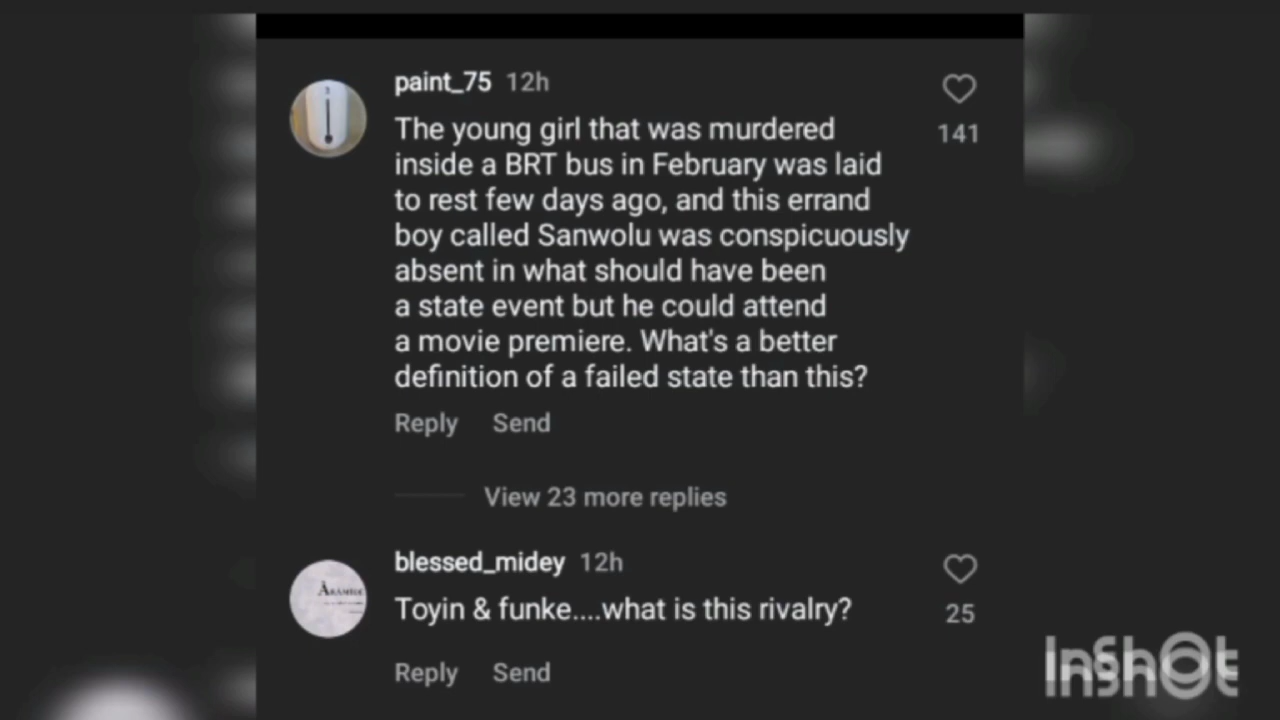 paint_75 12h
The young girl that was murdered
inside a BRT bus in February was laid
to rest few days ago, and this errand
boy called Sanwolu was conspicuously
absent in what should have been
a state event but he could attend
a movie premiere. What's a better
definition of a failed state than this?
141
Reply Send
View 23 more replies
blessed_midey 12h
Toyin & funke....what is this rivalry?
25
Reply Send
InShOt